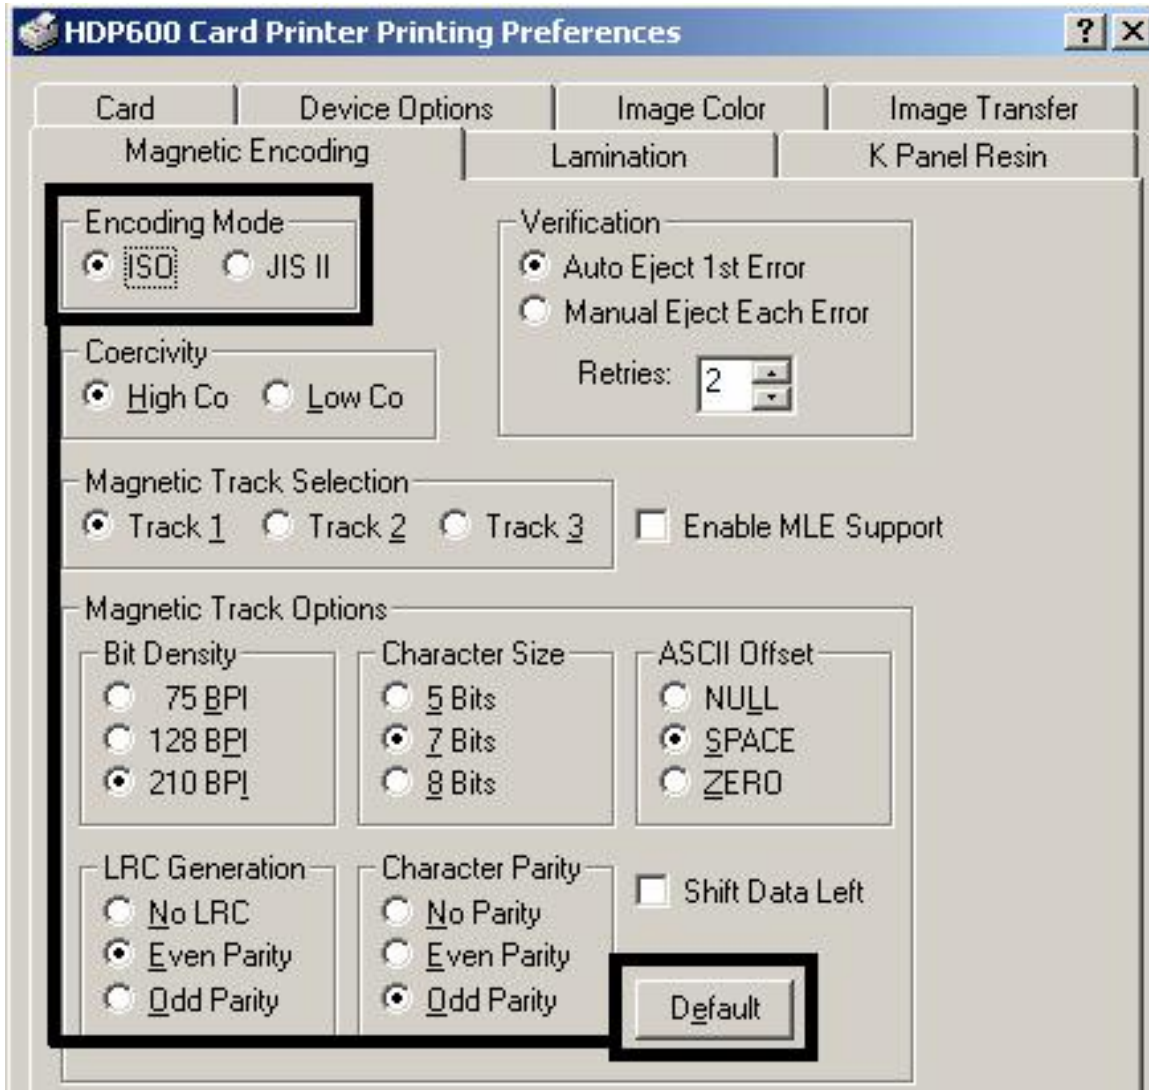 HDP600 Card Printer Printing Preferences
Card Device Options Image Color Image Transfer
Magnetic Encoding Lamination K Panel Resin
Encoding Mode
ISO JIS II
Verification
Auto Eject 1st Error
Manual Eject Each Error
Retries: 2
Coercivity
High Co Low Co
Magnetic Track Selection
Track 1 Track 2 Track 3
Enable MLE Support
Magnetic Track Options
Bit Density
75 BPI
128 BPI
210 BPI
Character Size
5 Bits
7 Bits
8 Bits
ASCII Offset
NULL
SPACE
ZERO
LRC Generation
No LRC
Even Parity
Odd Parity
Character Parity
No Parity
Even Parity
Odd Parity
Shift Data Left
Default